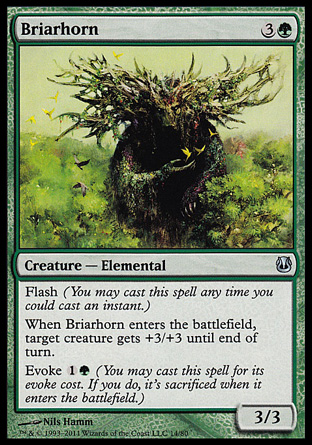 Briarhorn 3
Creature — Elemental
Flash (You may cast this spell any time you
could cast an instant.)
When Briarhorn enters the battlefield,
target creature gets +3/+3 until end of
turn.
Evoke 1 (You may cast this spell for its
evoke cost. If you do, it's sacrificed when it
enters the battlefield.)
Nils Hamm
™ & © 1993–2011 Wizards of the Coast LLC 14/80
3/3